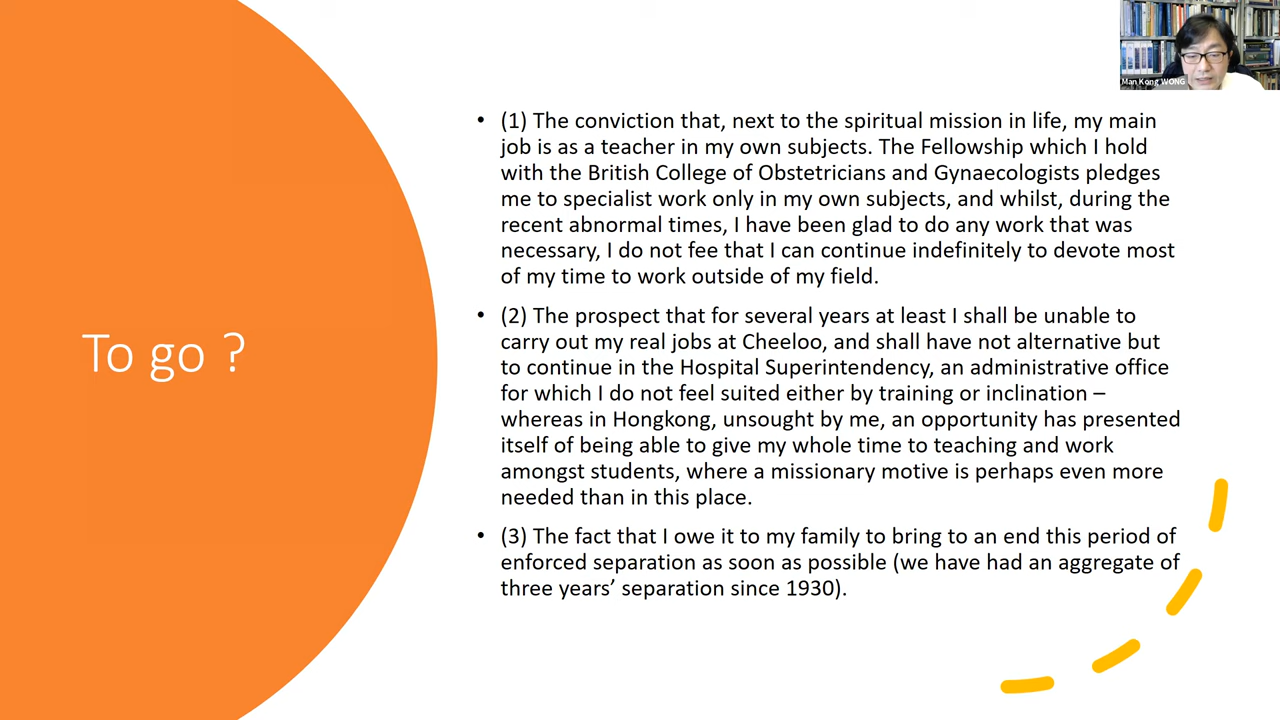 Man Kong WONG
To go ?
• (1) The conviction that, next to the spiritual mission in life, my main
job is as a teacher in my own subjects. The Fellowship which I hold
with the British College of Obstetricians and Gynaecologists pledges
me to specialist work only in my own subjects, and whilst, during the
recent abnormal times, I have been glad to do any work that was
necessary, I do not fee that I can continue indefinitely to devote most
of my time to work outside of my field.
• (2) The prospect that for several years at least I shall be unable to
carry out my real jobs at Cheeloo, and shall have not alternative but
to continue in the Hospital Superintendency, an administrative office
for which I do not feel suited either by training or inclination –
whereas in Hongkong, unsought by me, an opportunity has presented
itself of being able to give my whole time to teaching and work
amongst students, where a missionary motive is perhaps even more
needed than in this place.
• (3) The fact that I owe it to my family to bring to an end this period of
enforced separation as soon as possible (we have had an aggregate of
three years’ separation since 1930).